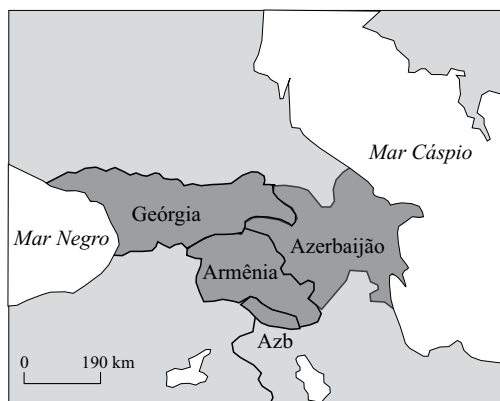 Mar Cáspio
Geórgia
Mar Negro
Azerbaijão
Armênia
Azb
0 190 km